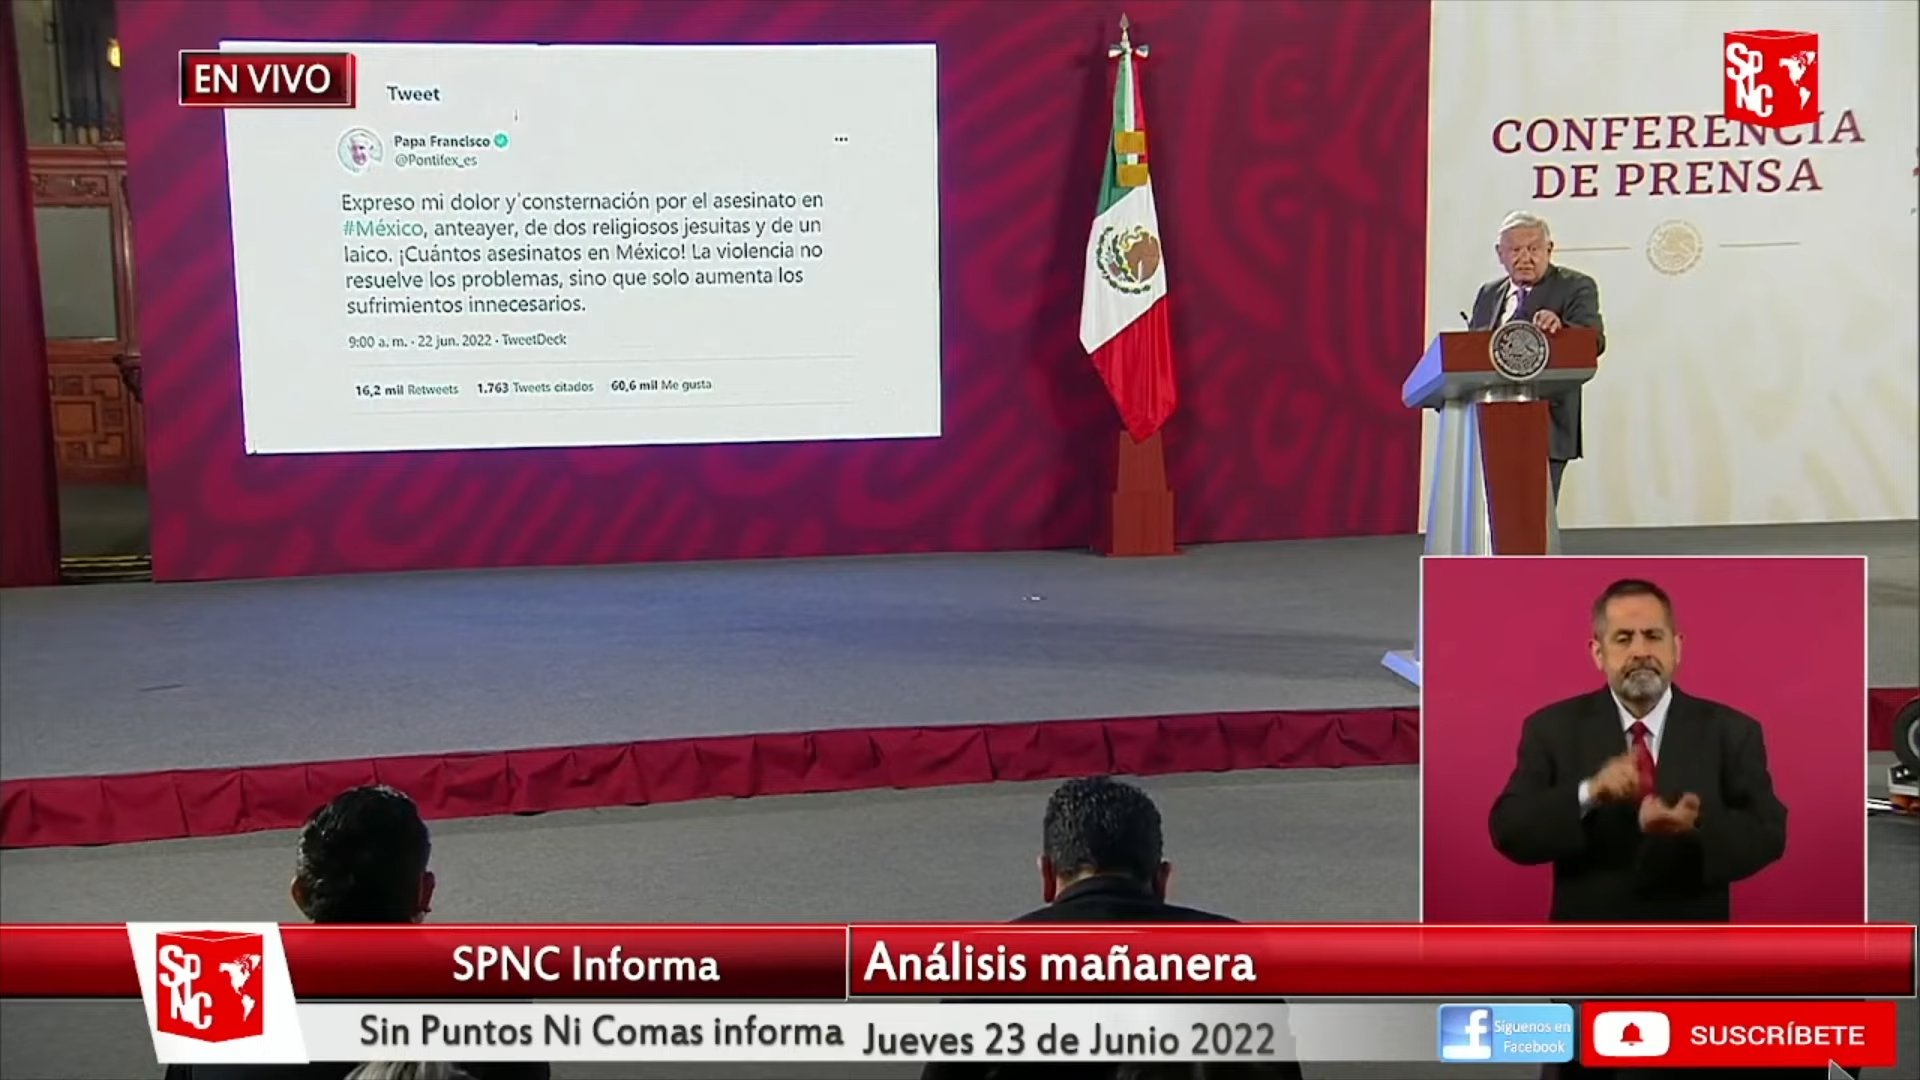 EN VIVO
Tweet
Papa Francisco
@Pontifex_es
Expreso mi dolor y consternación por el asesinato en
#México, anteayer, de dos religiosos jesuitas y de un
laico. ¡Cuántos asesinatos en México! La violencia no
resuelve los problemas, sino que solo aumenta los
sufrimientos innecesarios.
9:00 a. m. · 22 jun. 2022 · TweetDeck
16,2 mil Retweets 1.763 Tweets citados 60,6 mil Me gusta
SPNC
CONFERENCIA
DE PRENSA
SPNC
SPNC Informa
Análisis mañanera
Sin Puntos Ni Comas informa
Jueves 23 de Junio 2022
Síguenos en
Facebook
SUSCRÍBETE